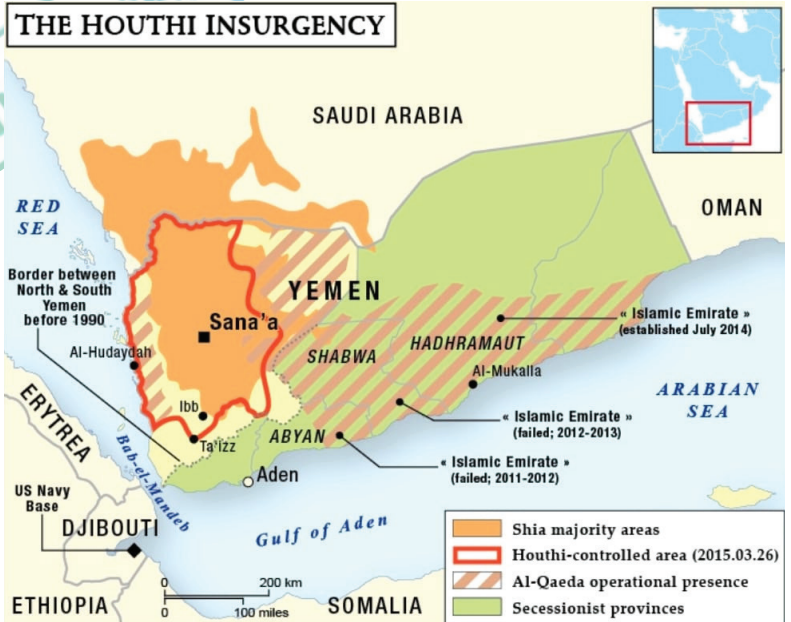 THE HOUTHI INSURGENCY
SAUDI ARABIA
RED
SEA
OMAN
Border between
North & South
Yemen
before 1990
YEMEN
Sana'a
« Islamic Emirate »
(established July 2014)
Al-Hudaydah
SHABWA
HADHRAMAUT
Al-Mukalla
ARABIAN
SEA
ERYTREA
Ibb
Ta'izz
ABYAN
« Islamic Emirate »
(failed; 2012-2013)
Bab-el-Mandeb
Aden
« Islamic Emirate »
(failed; 2011-2012)
US Navy
Base
DJIBOUTI
Gulf of Aden
ETHIOPIA
0 200 km
0 100 miles
SOMALIA
Shia majority areas
Houthi-controlled area (2015.03.26)
Al-Qaeda operational presence
Secessionist provinces